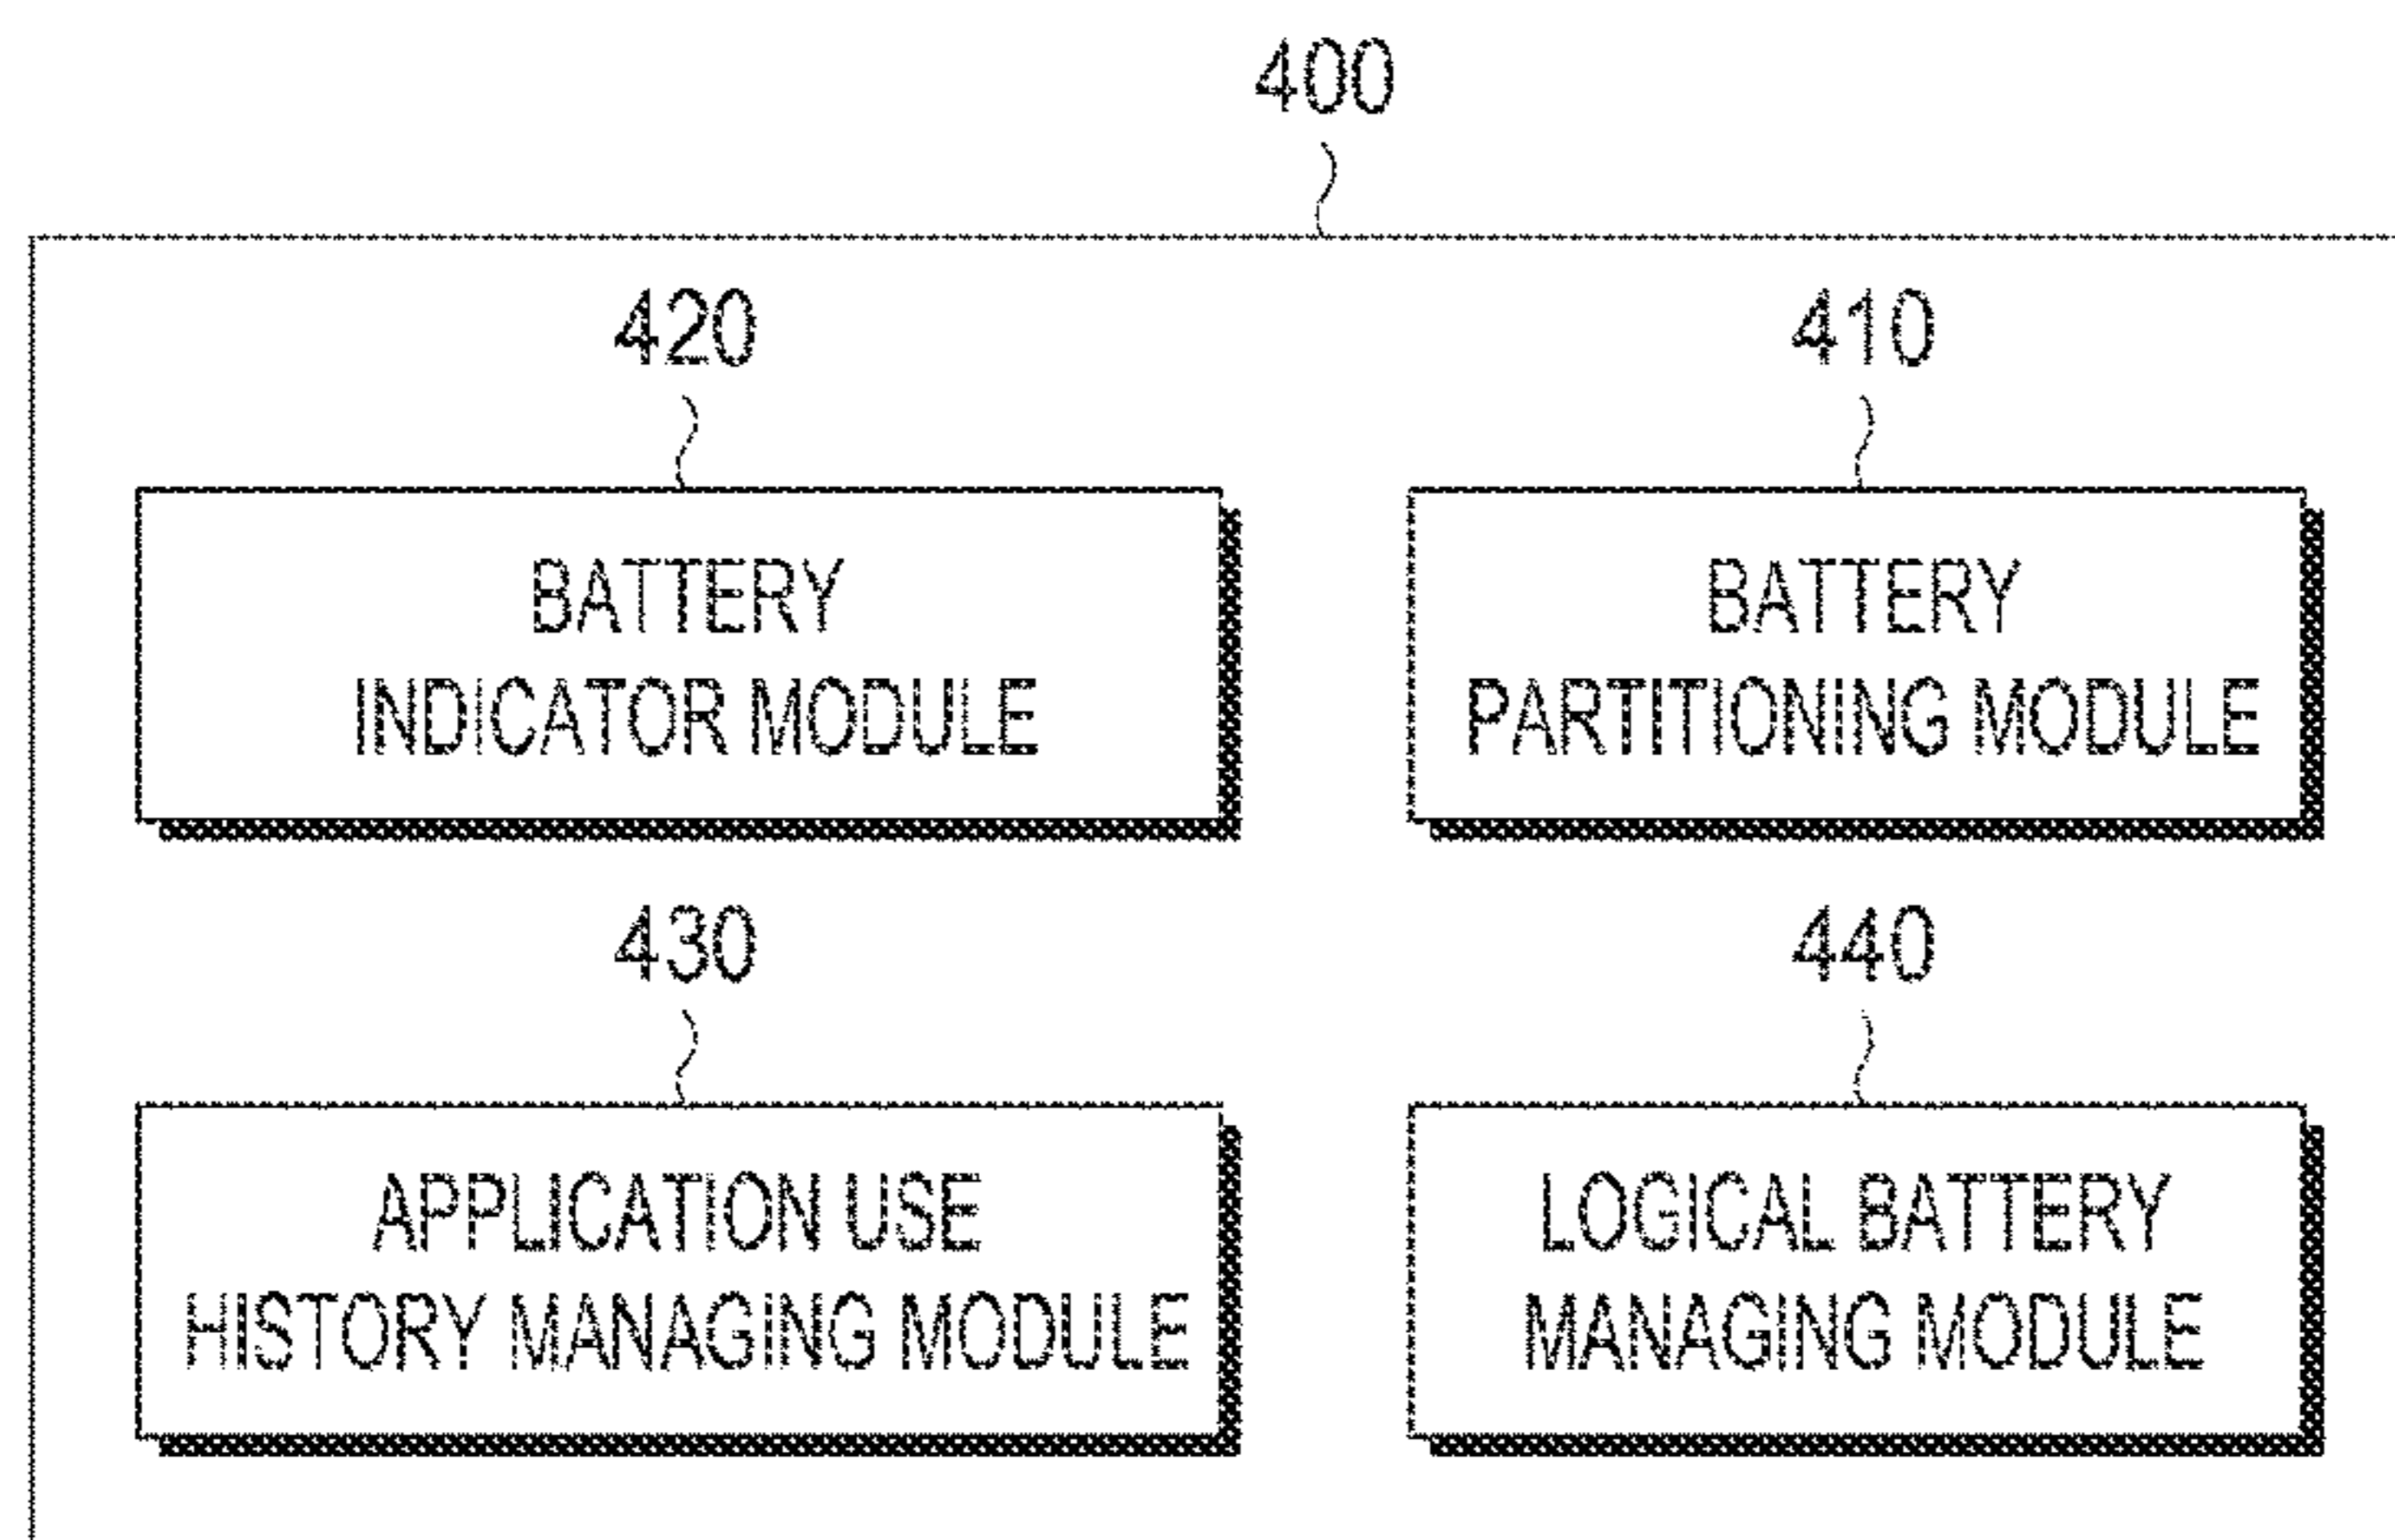 400
420
410
BATTERY
INDICATOR MODULE
BATTERY
PARTITIONING MODULE
430
440
APPLICATION USE
HISTORY MANAGING MODULE
LOGICAL BATTERY
MANAGING MODULE